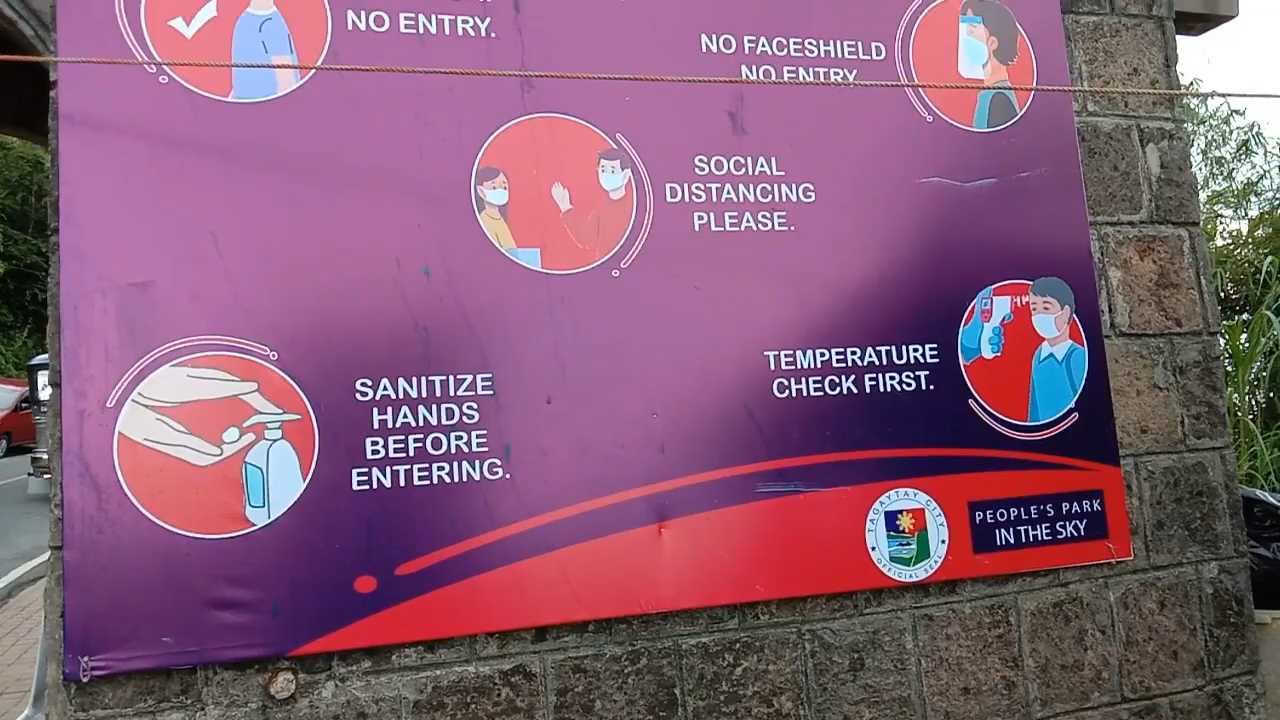 NO ENTRY.
NO FACESHIELD
NO ENTRY
SOCIAL
DISTANCING
PLEASE.
TEMPERATURE
CHECK FIRST.
SANITIZE
HANDS
BEFORE
ENTERING.
TAGAYTAY CITY
OFFICIAL SEAL
PEOPLE'S PARK
IN THE SKY